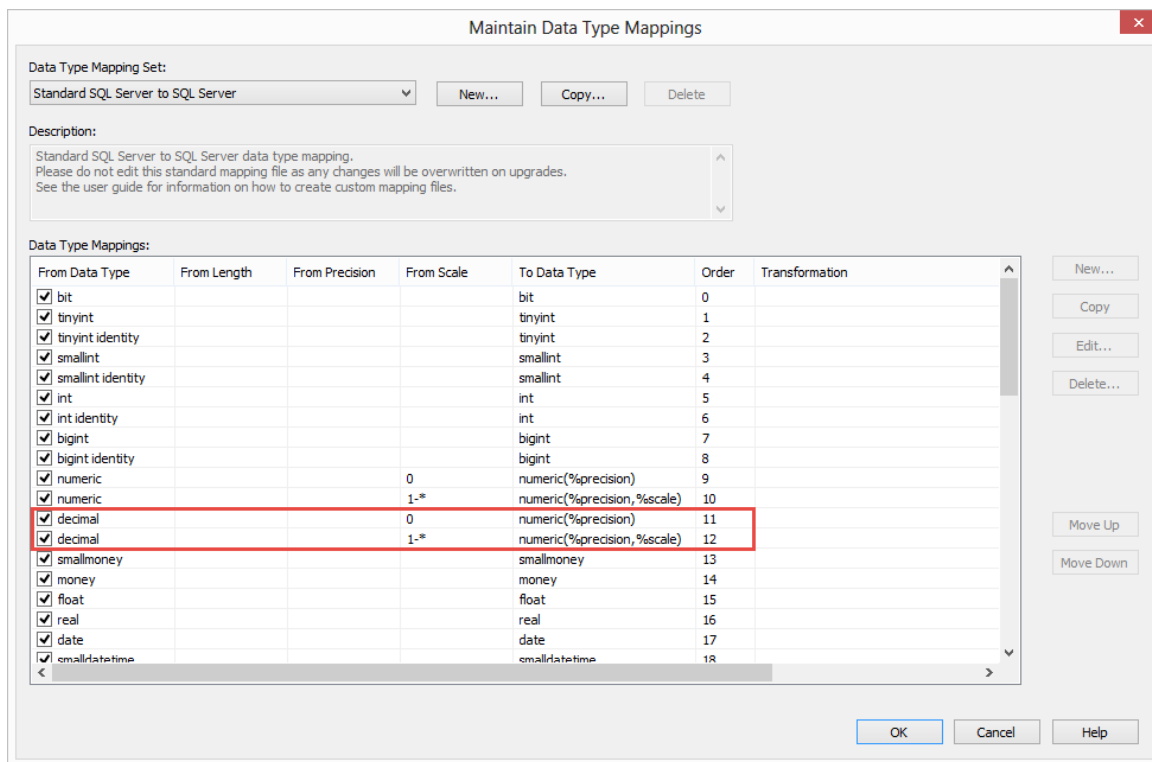 Maintain Data Type Mappings
Data Type Mapping Set:
Standard SQL Server to SQL Server New... Copy... Delete
Description:
Standard SQL Server to SQL Server data type mapping.
Please do not edit this standard mapping file as any changes will be overwritten on upgrades.
See the user guide for information on how to create custom mapping files.
Data Type Mappings:
From Data Type From Length From Precision From Scale To Data Type Order Transformation New...
bit bit 0
tinyint tinyint 1 Copy
tinyint identity tinyint 2
smallint smallint 3 Edit...
smallint identity smallint 4 Delete...
int int 5
int identity int 6
bigint bigint 7
bigint identity bigint 8
numeric 0 numeric(%precision) 9
numeric 1-* numeric(%precision,%scale) 10
decimal 0 numeric(%precision) 11 Move Up
decimal 1-* numeric(%precision,%scale) 12
smallmoney smallmoney 13 Move Down
money money 14
float float 15
real real 16
date date 17
smalldatetime smalldatetime 18
OK Cancel Help